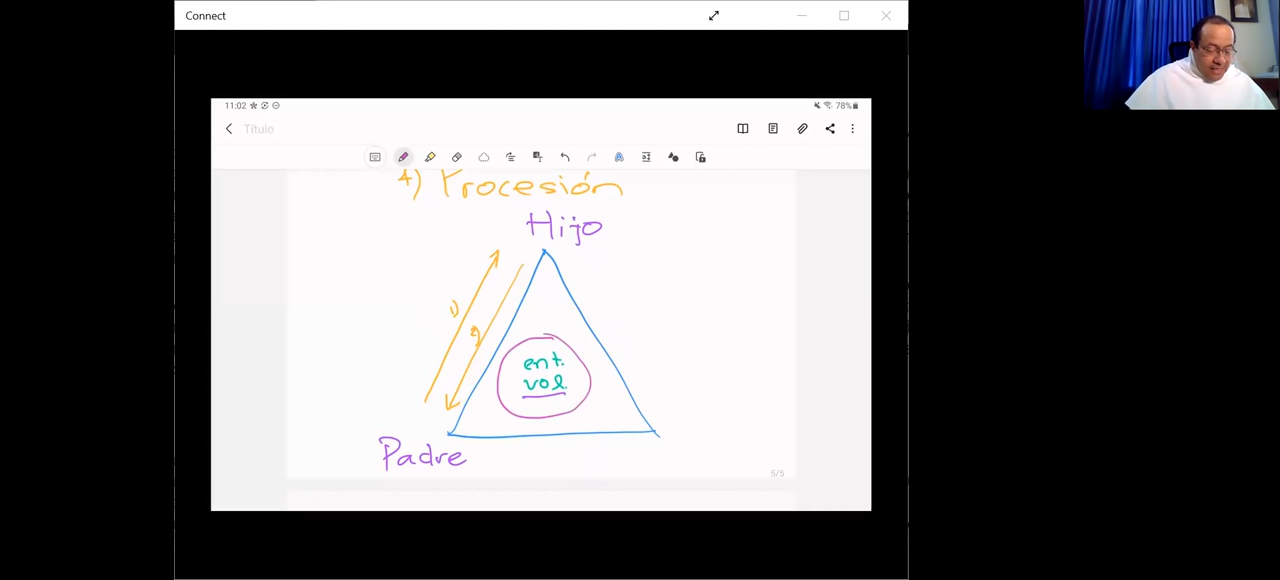 Connect
11:02
78%
Título
4) Procesión
Hijo
1)
2)
ent.
vol.
Padre
5/5